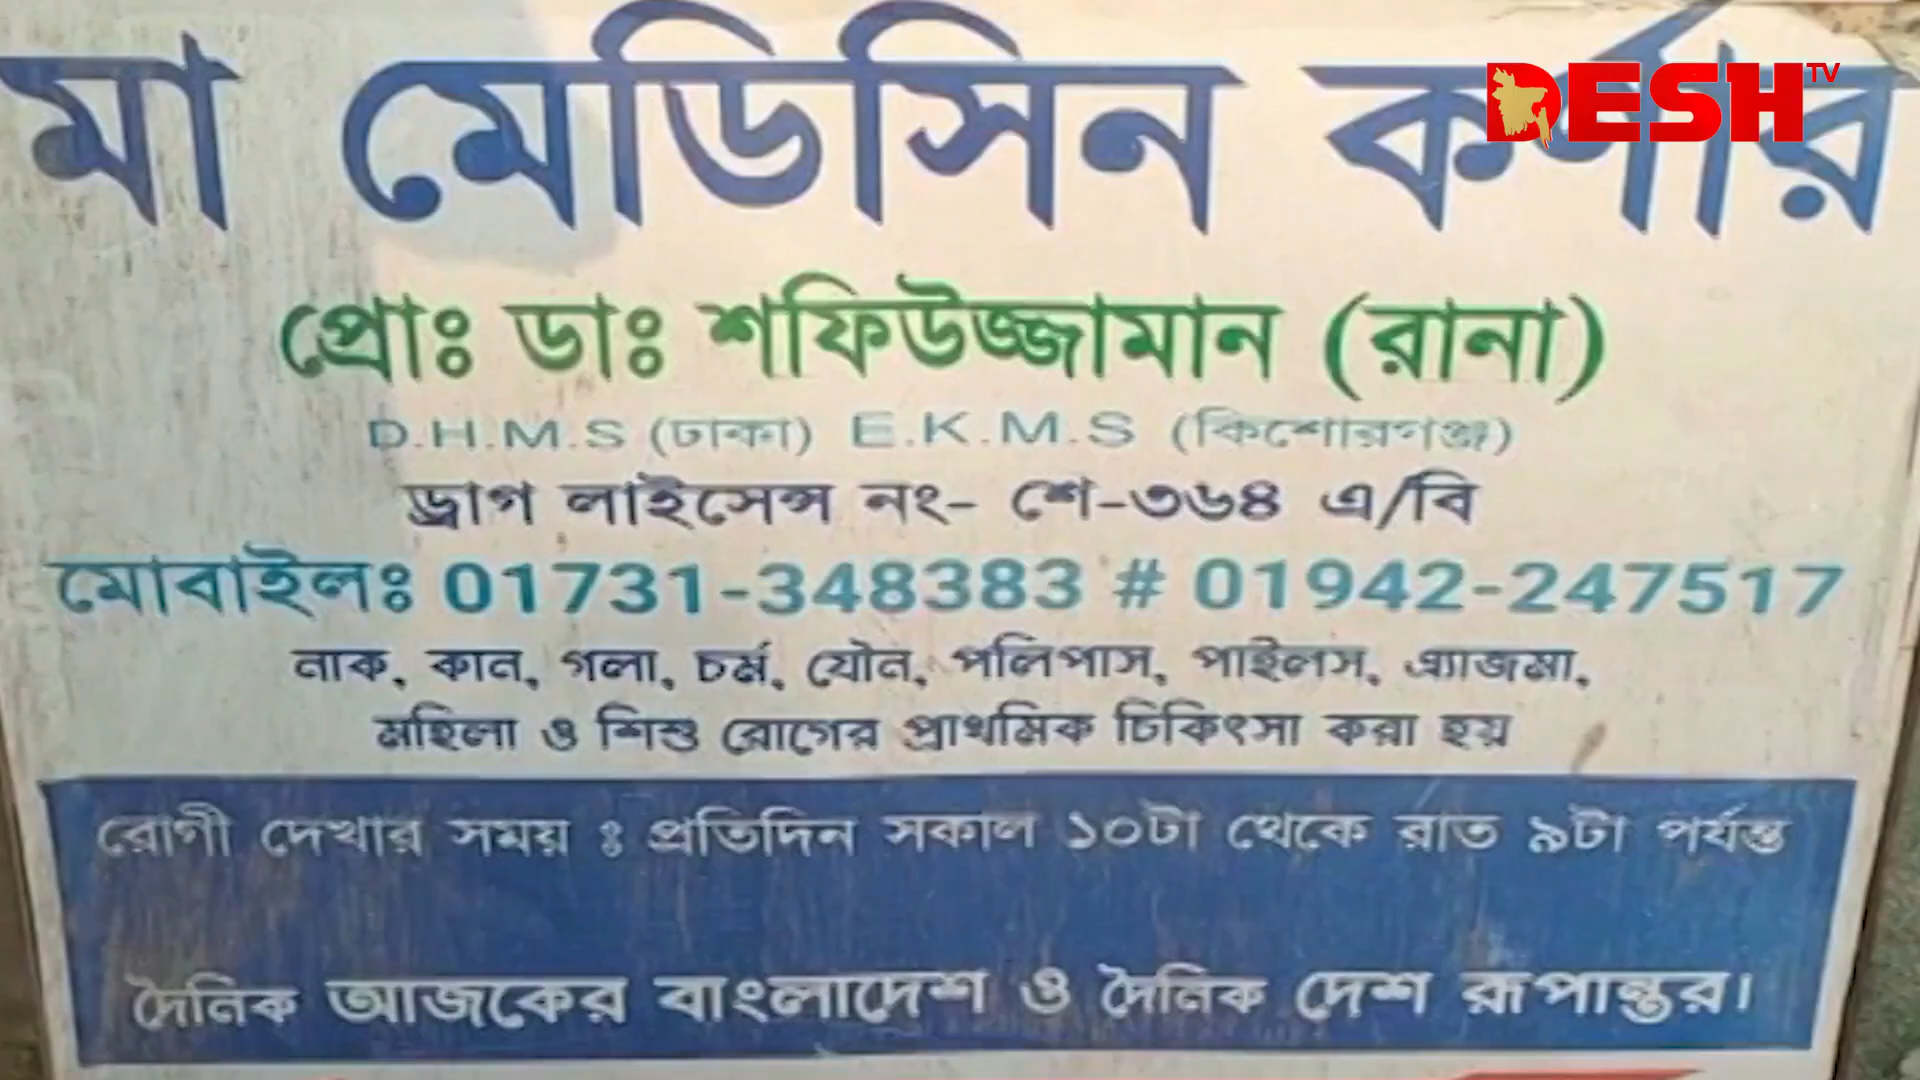 মা মেডিসিন কর্ণার
DESH TV
প্রোঃ ডাঃ শফিউজ্জামান (রানা)
D.H.M.S (ঢাকা) E.K.M.S (কিশোরগঞ্জ)
ড্রাগ লাইসেন্স নং- শে-৩৬৪ এ/বি
মোবাইলঃ 01731-348383 # 01942-247517
নাক, কান, গলা, চর্ম, যৌন, পলিপাস, পাইলস, এ্যাজমা,
মহিলা ও শিশু রোগের প্রাথমিক চিকিৎসা করা হয়
রোগী দেখার সময় ঃ প্রতিদিন সকাল ১০টা থেকে রাত ৯টা পর্যন্ত
দৈনিক আজকের বাংলাদেশ ও দৈনিক দেশ রূপান্তর।